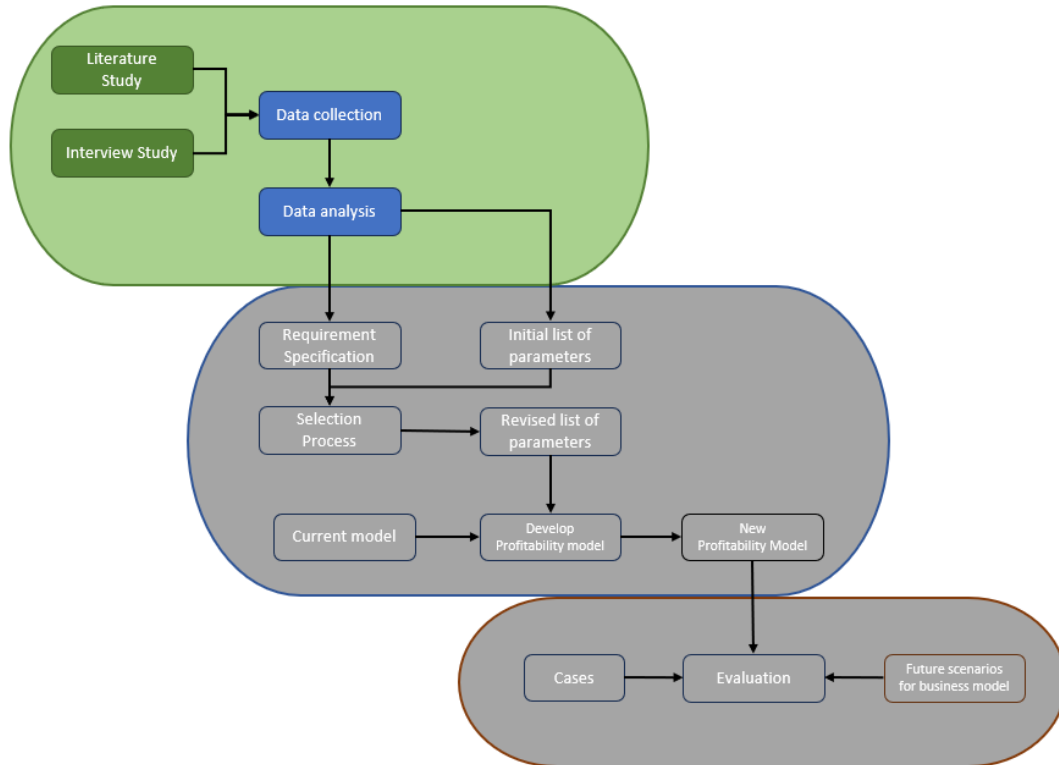 Literature
Study
Data collection
Interview Study
Data analysis
Requirement
Specification
Initial list of
parameters
Selection
Process
Revised list of
parameters
Current model
Develop
Profitability model
New
Profitability Model
Cases
Evaluation
Future scenarios
for business model